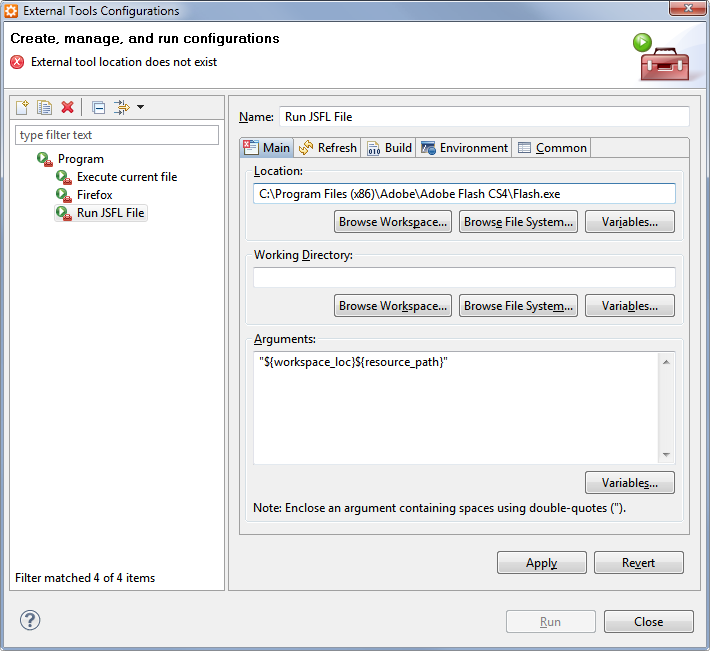 External Tools Configurations
Create, manage, and run configurations
External tool location does not exist
type filter text
Program
Execute current file
Firefox
Run JSFL File
Filter matched 4 of 4 items
Name: Run JSFL File
Main Refresh Build Environment Common
Location:
C:\Program Files (x86)\Adobe\Adobe Flash CS4\Flash.exe
Browse Workspace... Browse File System... Variables...
Working Directory:
Browse Workspace... Browse File System... Variables...
Arguments:
"${workspace_loc}${resource_path}"
Variables...
Note: Enclose an argument containing spaces using double-quotes (").
Apply Revert
? Run Close